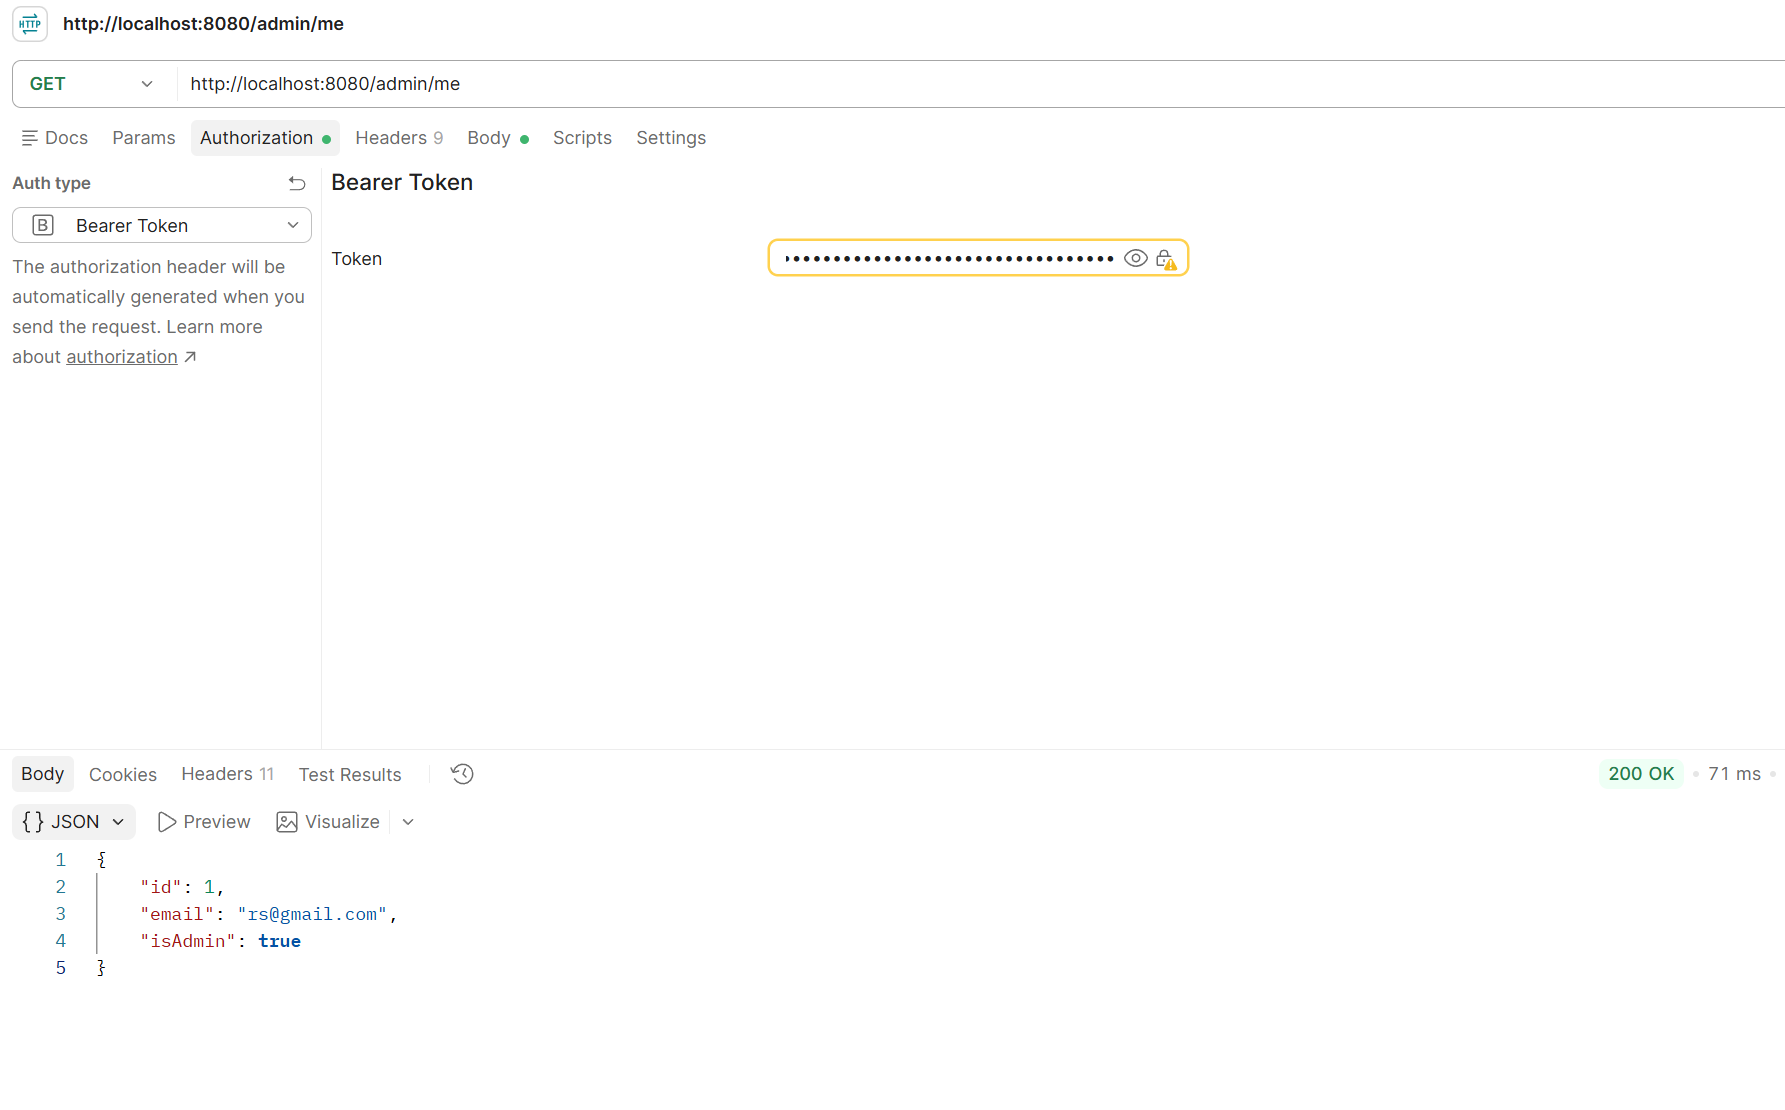 HTTP http://localhost:8080/admin/me
GET http://localhost:8080/admin/me
Docs Params Authorization Headers 9 Body Scripts Settings
Auth type
B Bearer Token
The authorization header will be
automatically generated when you
send the request. Learn more
about authorization ↗
Bearer Token
Token ••••••••••••••••••••••••••••••••••
Body Cookies Headers 11 Test Results 200 OK • 71 ms •
{} JSON Preview Visualize
1 {
2 "id": 1,
3 "email": "rs@gmail.com",
4 "isAdmin": true
5 }